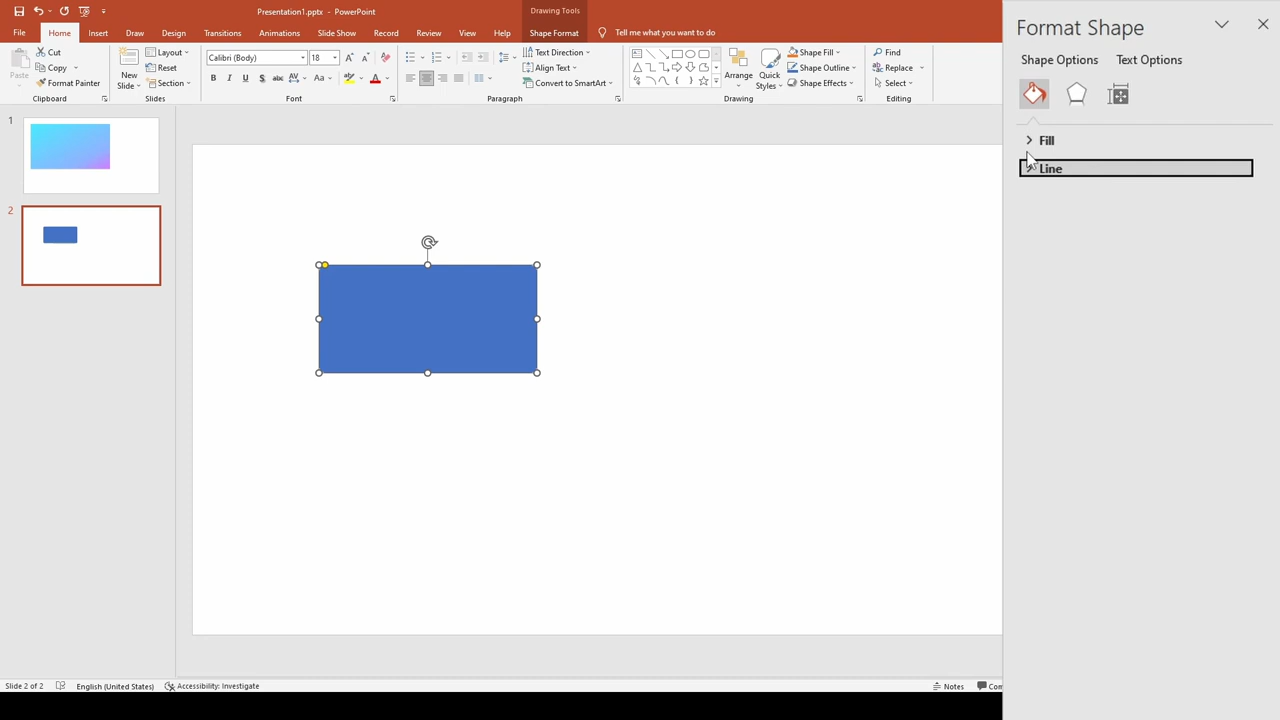 Presentation1.pptx - PowerPoint
Drawing Tools
File Home Insert Draw Design Transitions Animations Slide Show Record Review View Help Shape Format Tell me what you want to do
Paste
Cut
Copy
Format Painter
Clipboard
New
Slide
Layout
Reset
Section
Slides
Calibri (Body) 18
B I U S abc AV Aa A
Font
Text Direction
Align Text
Convert to SmartArt
Paragraph
Arrange
Quick
Styles
Shape Fill
Shape Outline
Shape Effects
Drawing
Find
Replace
Select
Editing
1
2
Format Shape
Shape Options Text Options
Fill
Line
Slide 2 of 2 English (United States) Accessibility: Investigate Notes